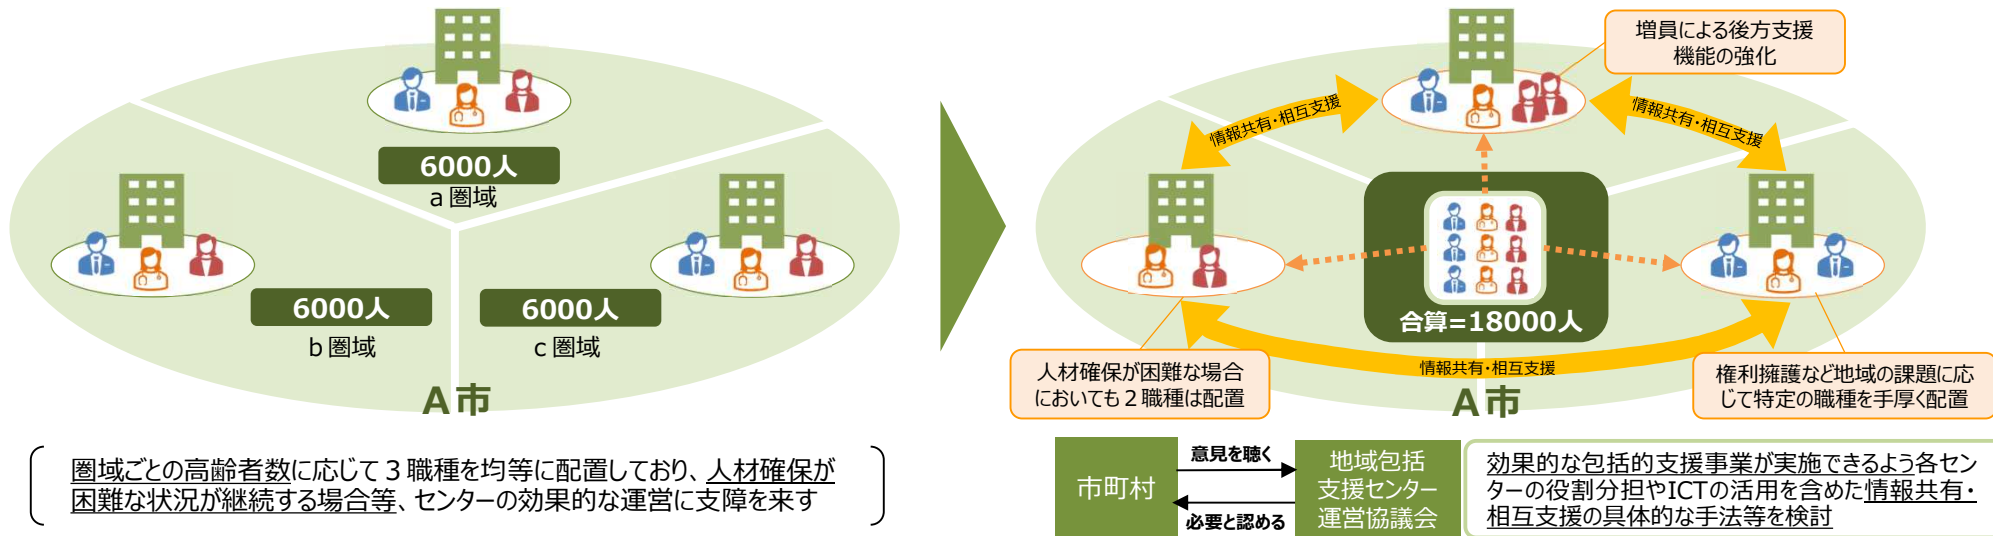 6000人
a 圏域
6000人
b 圏域
6000人
c 圏域
A市
圏域ごとの高齢者数に応じて３職種を均等に配置しており、人材確保が
困難な状況が継続する場合等、センターの効果的な運営に支障を来す
増員による後方支援
機能の強化
情報共有・相互支援
情報共有・相互支援
合算=18000人
人材確保が困難な場合
においても２職種は配置
情報共有・相互支援
権利擁護など地域の課題に応
じて特定の職種を手厚く配置
A市
市町村
意見を聴く
必要と認める
地域包括
支援センター
運営協議会
効果的な包括的支援事業が実施できるよう各セン
ターの役割分担やICTの活用を含めた情報共有・
相互支援の具体的な手法等を検討